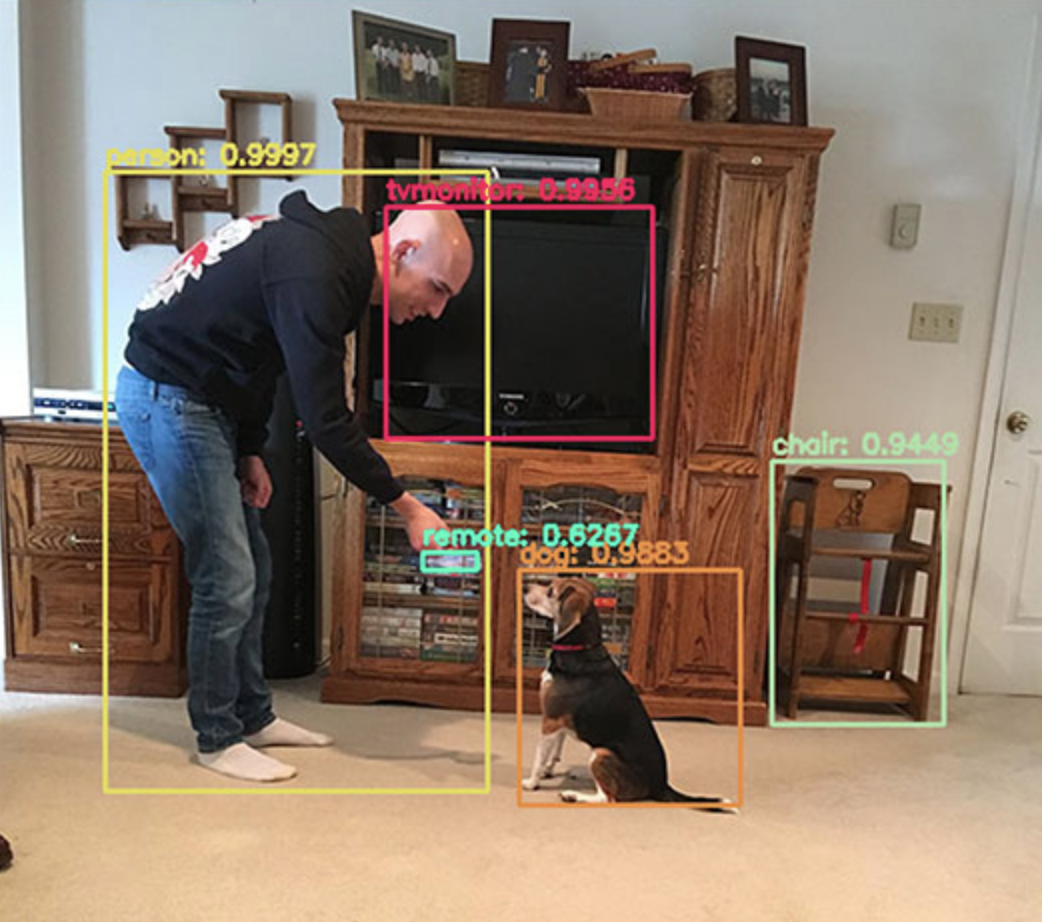 person: 0.9997
tvmonitor: 0.9956
chair: 0.9449
remote: 0.6267
dog: 0.9883